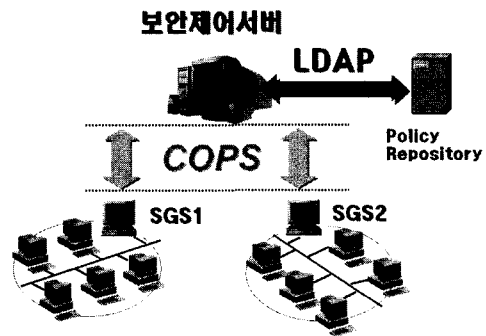 보안제어서버
LDAP
Policy
Repository
COPS
SGS1
SGS2